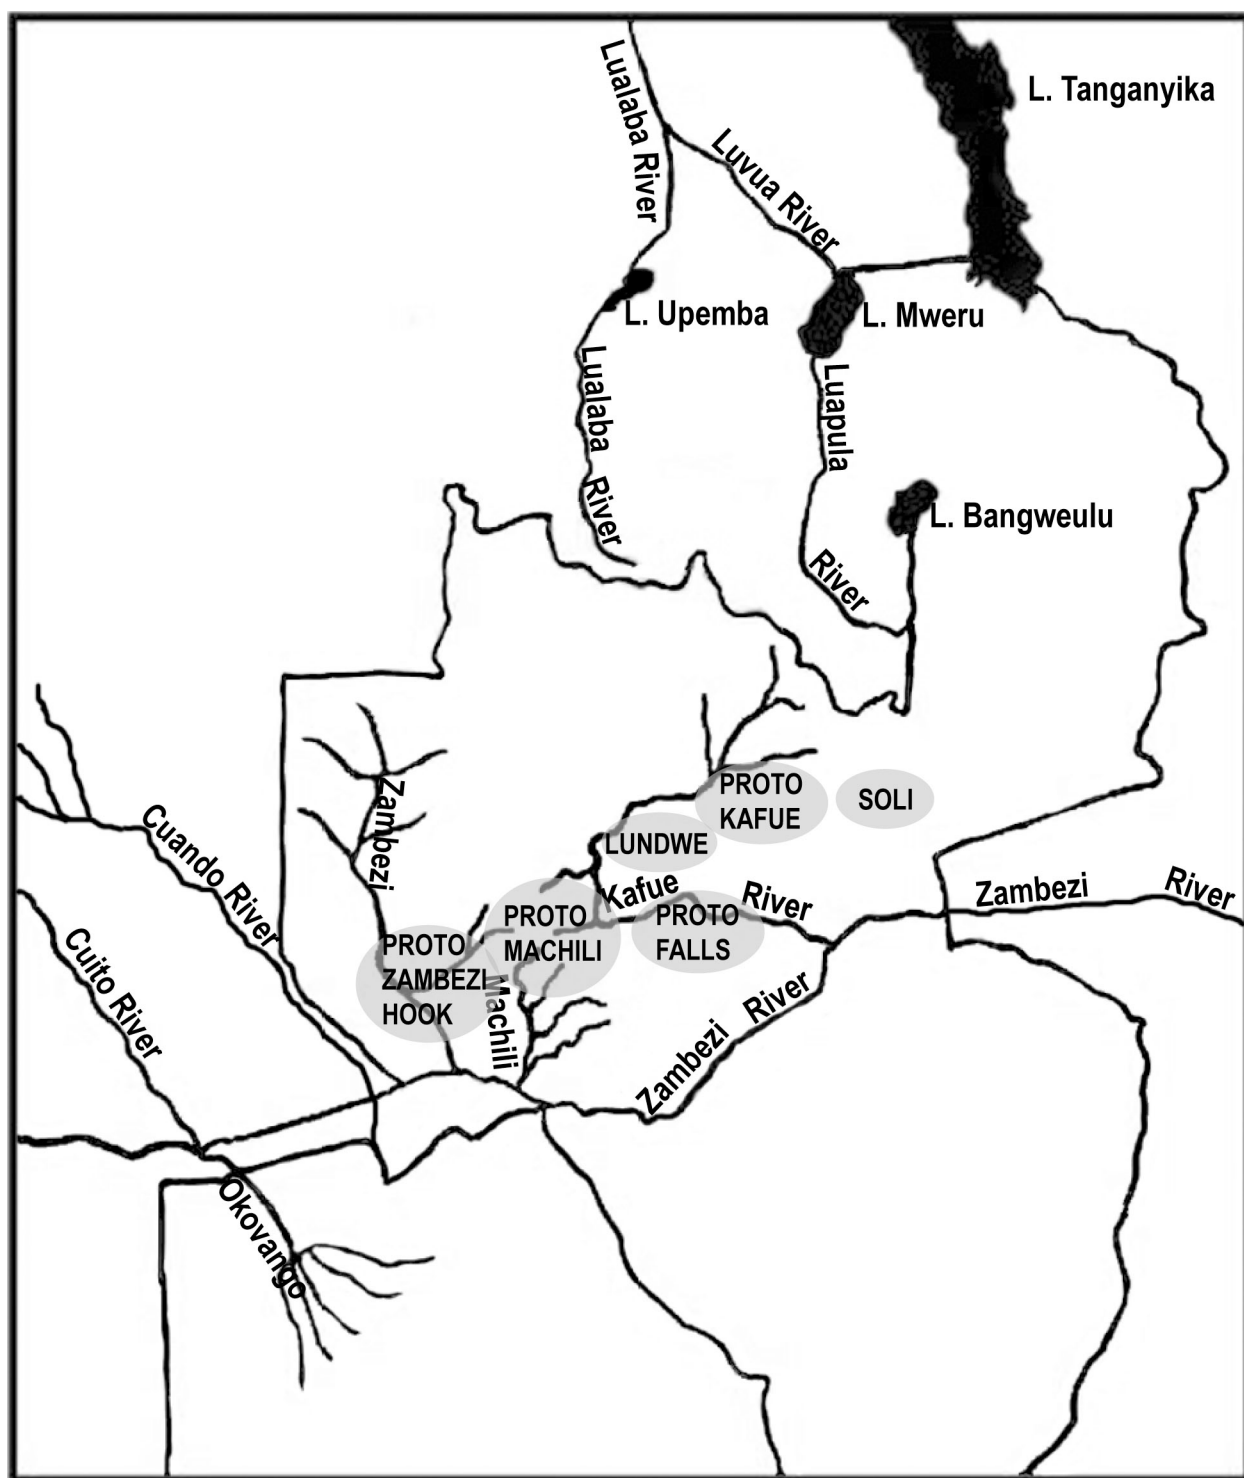 L. Tanganyika
Lualaba River
Luvua River
L. Upemba
L. Mweru
Lualaba River
Luapula River
L. Bangweulu
PROTO
KAFUE
SOLI
LUNDWE
Zambezi
Cuando River
Kafue River
Zambezi River
PROTO
MACHILI
PROTO
FALLS
PROTO
ZAMBEZI
HOOK
Cuito River
Machili
Zambezi River
Okovango